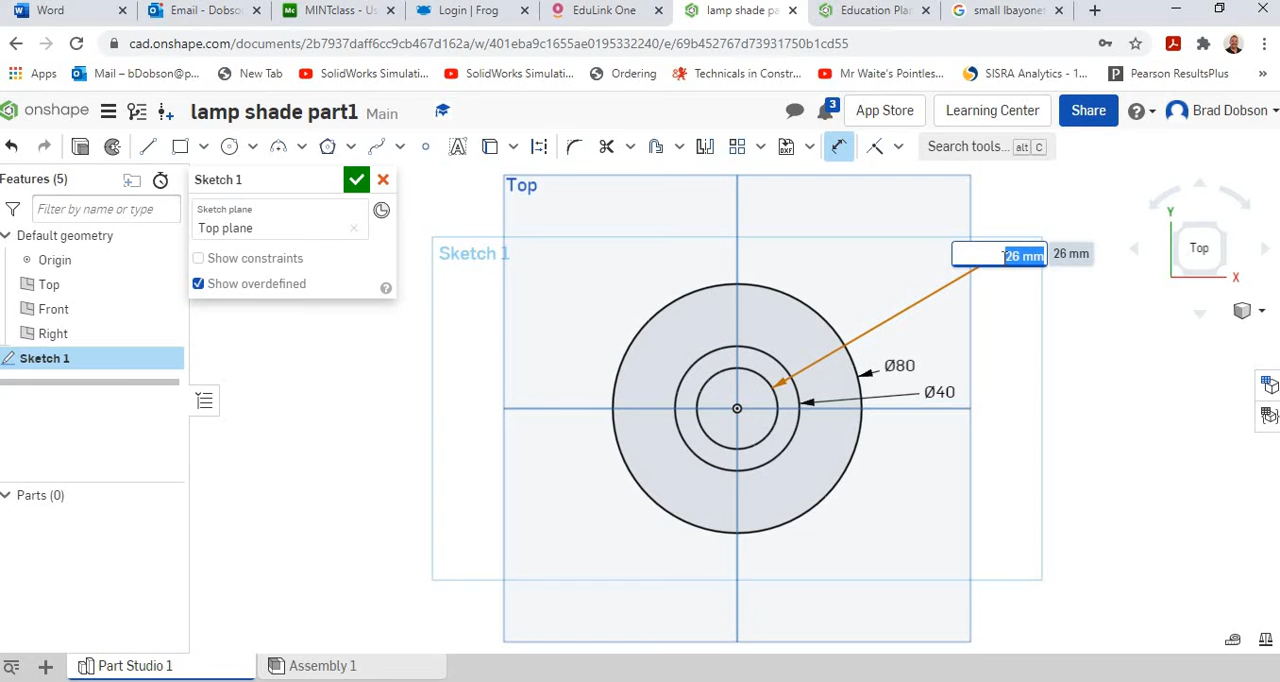 Word
Email - Dobso
MINTclass - Us
Login | Frog
EduLink One
lamp shade pa
Education Plan
small lbayone
cad.onshape.com/documents/2b7937daff6cc9cb467d162a/w/401eba9c1655ae0195332240/e/69b452767d73931750b1cd55
Apps
Mail – bDobson@p...
New Tab
SolidWorks Simulati...
SolidWorks Simulati...
Ordering
Technicals in Constr...
Mr Waite's Pointles...
SISRA Analytics - 1...
Pearson ResultsPlus
»
onshape
lamp shade part1 Main
3
App Store
Learning Center
Share
Brad Dobson
Search tools... alt C
Features (5)
Filter by name or type
Default geometry
Origin
Top
Front
Right
Sketch 1
Parts (0)
Sketch 1
Sketch plane
Top plane
Show constraints
Show overdefined
Top
Sketch 1
26 mm
26 mm
Ø80
Ø40
Y
Top
X
Part Studio 1
Assembly 1